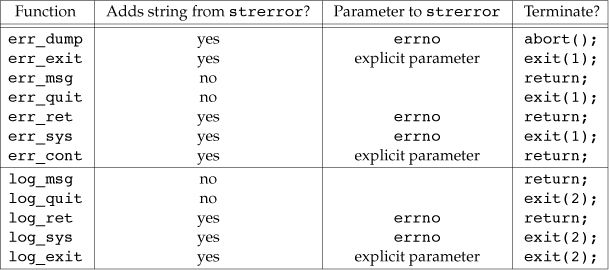 Function Adds string from strerror? Parameter to strerror Terminate?
err_dump yes errno abort();
err_exit yes explicit parameter exit(1);
err_msg no return;
err_quit no exit(1);
err_ret yes errno return;
err_sys yes errno exit(1);
err_cont yes explicit parameter return;
log_msg no return;
log_quit no exit(2);
log_ret yes errno return;
log_sys yes errno exit(2);
log_exit yes explicit parameter exit(2);